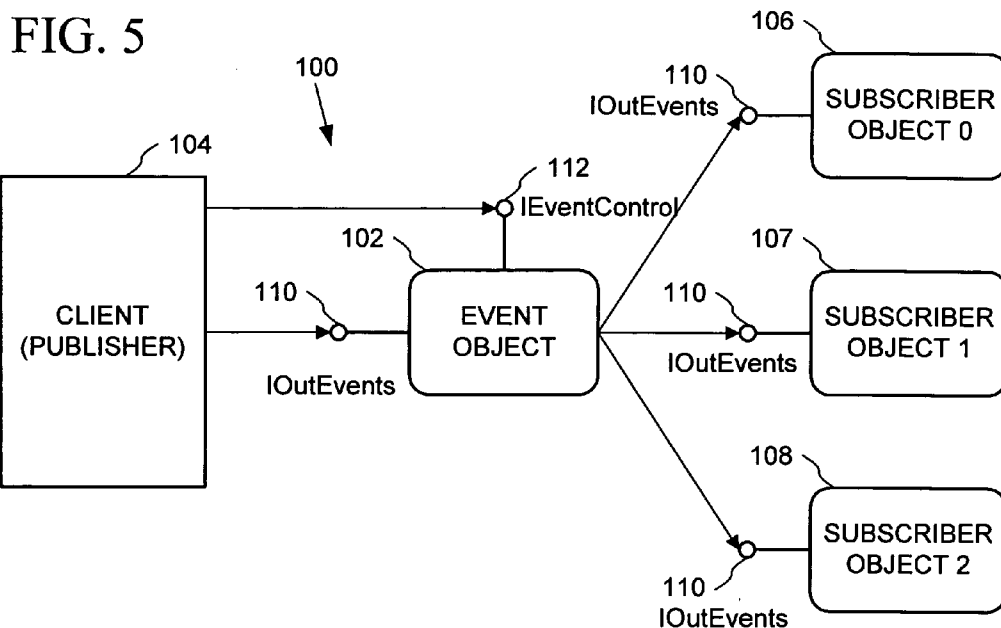 FIG. 5
100
104
CLIENT
(PUBLISHER)
112
IEventControl
102
EVENT
OBJECT
110
IOutEvents
106
110
IOutEvents
SUBSCRIBER
OBJECT 0
107
110
IOutEvents
SUBSCRIBER
OBJECT 1
108
110
IOutEvents
SUBSCRIBER
OBJECT 2